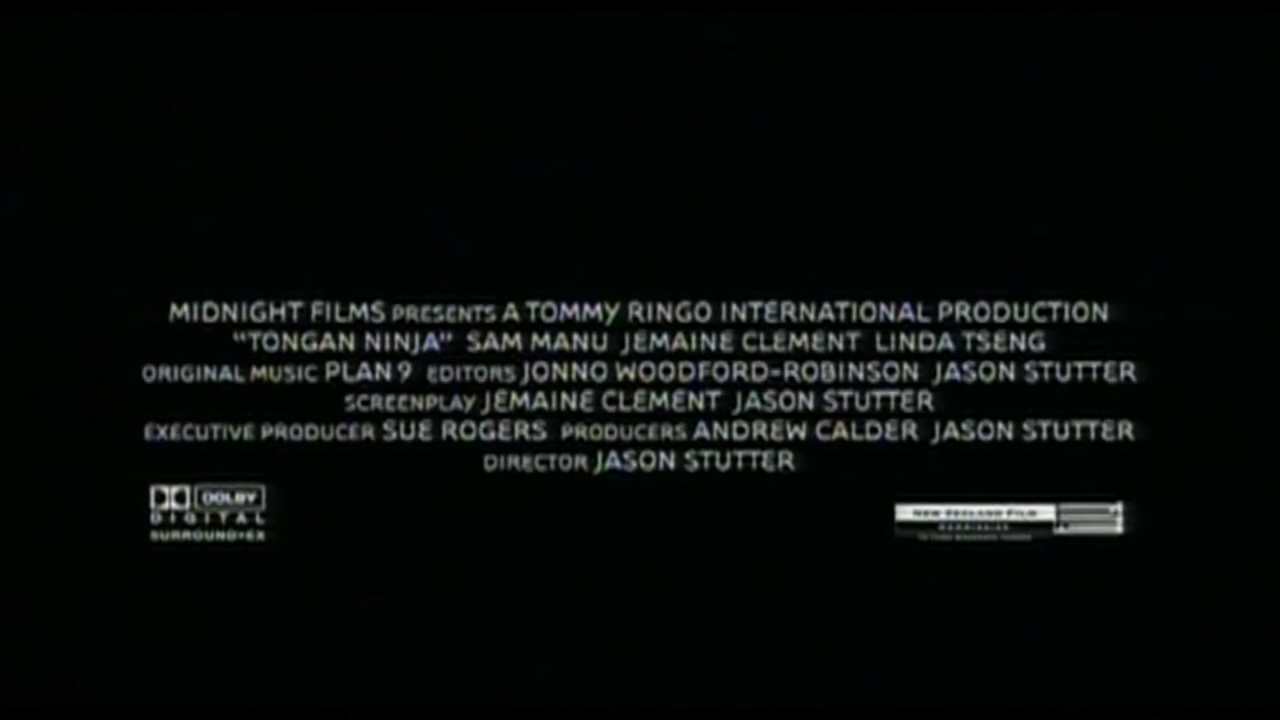 MIDNIGHT FILMS PRESENTS A TOMMY RINGO INTERNATIONAL PRODUCTION
"TONGAN NINJA" SAM MANU JEMAINE CLEMENT LINDA TSENG
ORIGINAL MUSIC PLAN 9 EDITORS JONNO WOODFORD-ROBINSON JASON STUTTER
SCREENPLAY JEMAINE CLEMENT JASON STUTTER
EXECUTIVE PRODUCER SUE ROGERS PRODUCERS ANDREW CALDER JASON STUTTER
DIRECTOR JASON STUTTER
DOLBY
DIGITAL
SURROUND•EX
NEW ZEALAND FILM